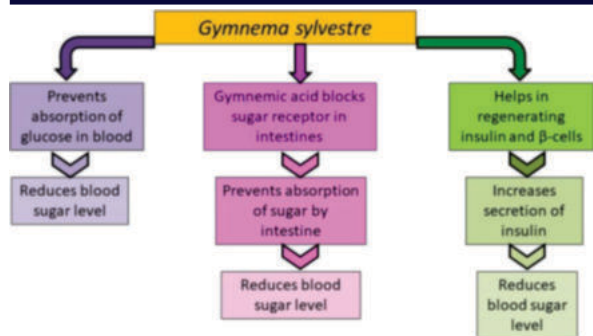 Gymnema sylvestre
Prevents
absorption of
glucose in blood
Reduces blood
sugar level
Gymnemic acid blocks
sugar receptor in
intestines
Prevents absorption
of sugar by
intestine
Reduces blood
sugar level
Helps in
regenerating
insulin and β-cells
Increases
secretion of
insulin
Reduces
blood sugar
level